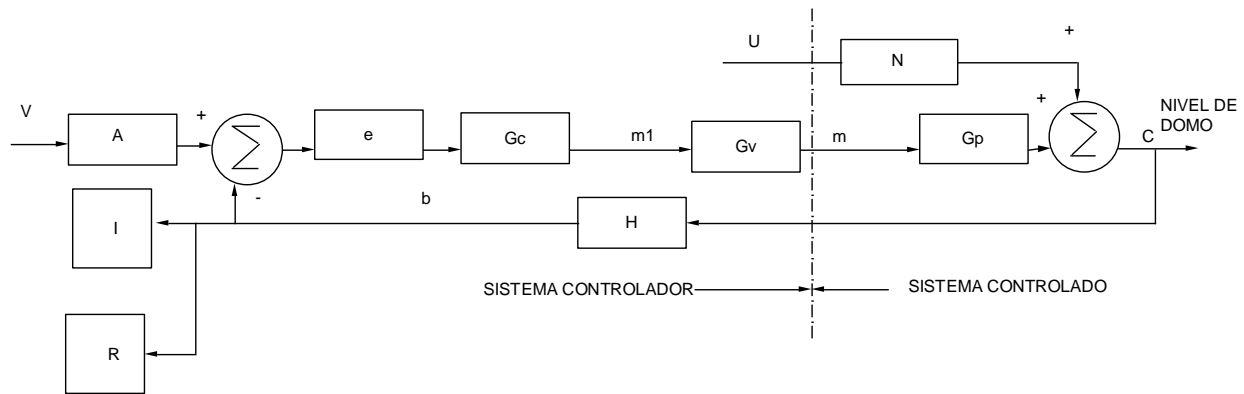 U
N
+
V
A
+
Σ
e
Gc
m1
Gv
m
Gp
+
Σ
C
NIVEL DE
DOMO
-
b
I
H
SISTEMA CONTROLADOR
SISTEMA CONTROLADO
R